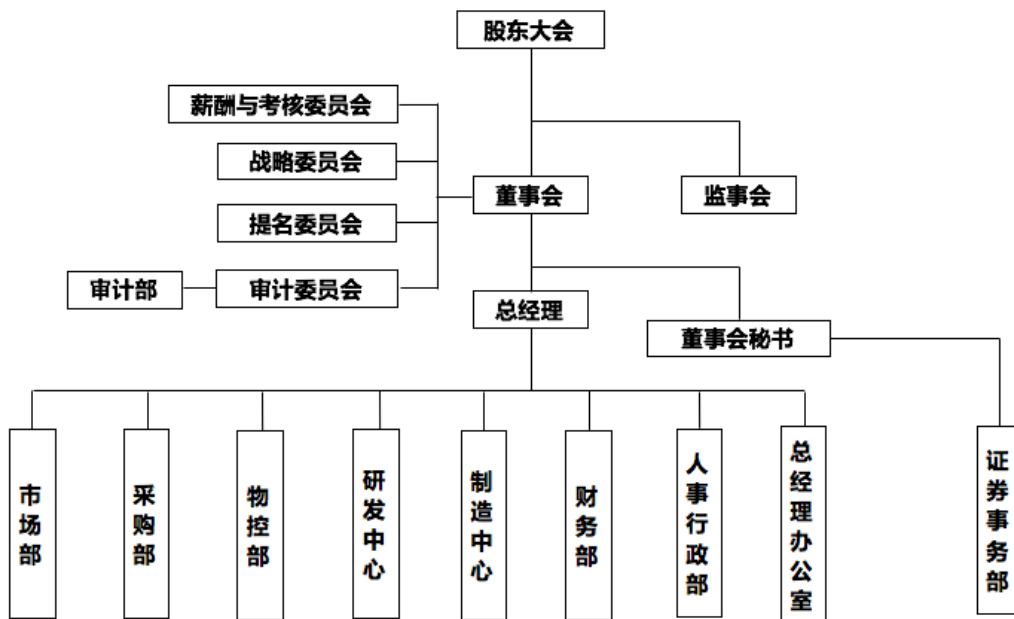 股东大会
薪酬与考核委员会
战略委员会
董事会
监事会
提名委员会
审计部
审计委员会
总经理
董事会秘书
市场部
采购部
物控部
研发中心
制造中心
财务部
人事行政部
总经理办公室
证券事务部